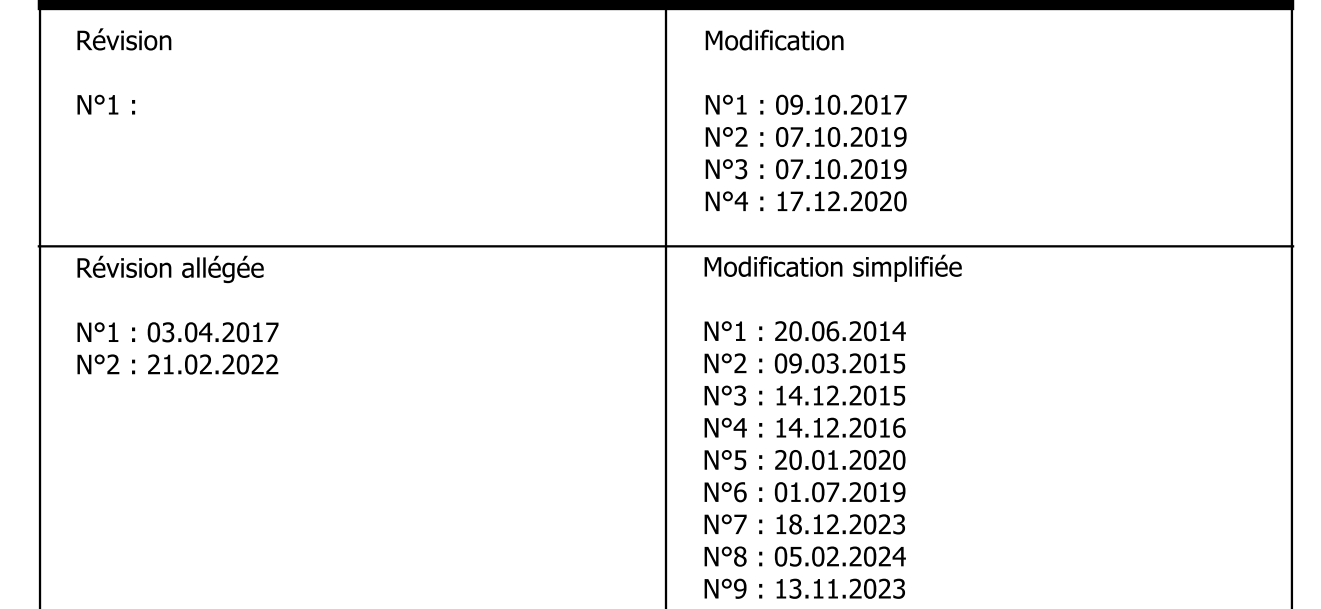 Révision
N°1 :
Modification
N°1 : 09.10.2017
N°2 : 07.10.2019
N°3 : 07.10.2019
N°4 : 17.12.2020
Révision allégée
N°1 : 03.04.2017
N°2 : 21.02.2022
Modification simplifiée
N°1 : 20.06.2014
N°2 : 09.03.2015
N°3 : 14.12.2015
N°4 : 14.12.2016
N°5 : 20.01.2020
N°6 : 01.07.2019
N°7 : 18.12.2023
N°8 : 05.02.2024
N°9 : 13.11.2023